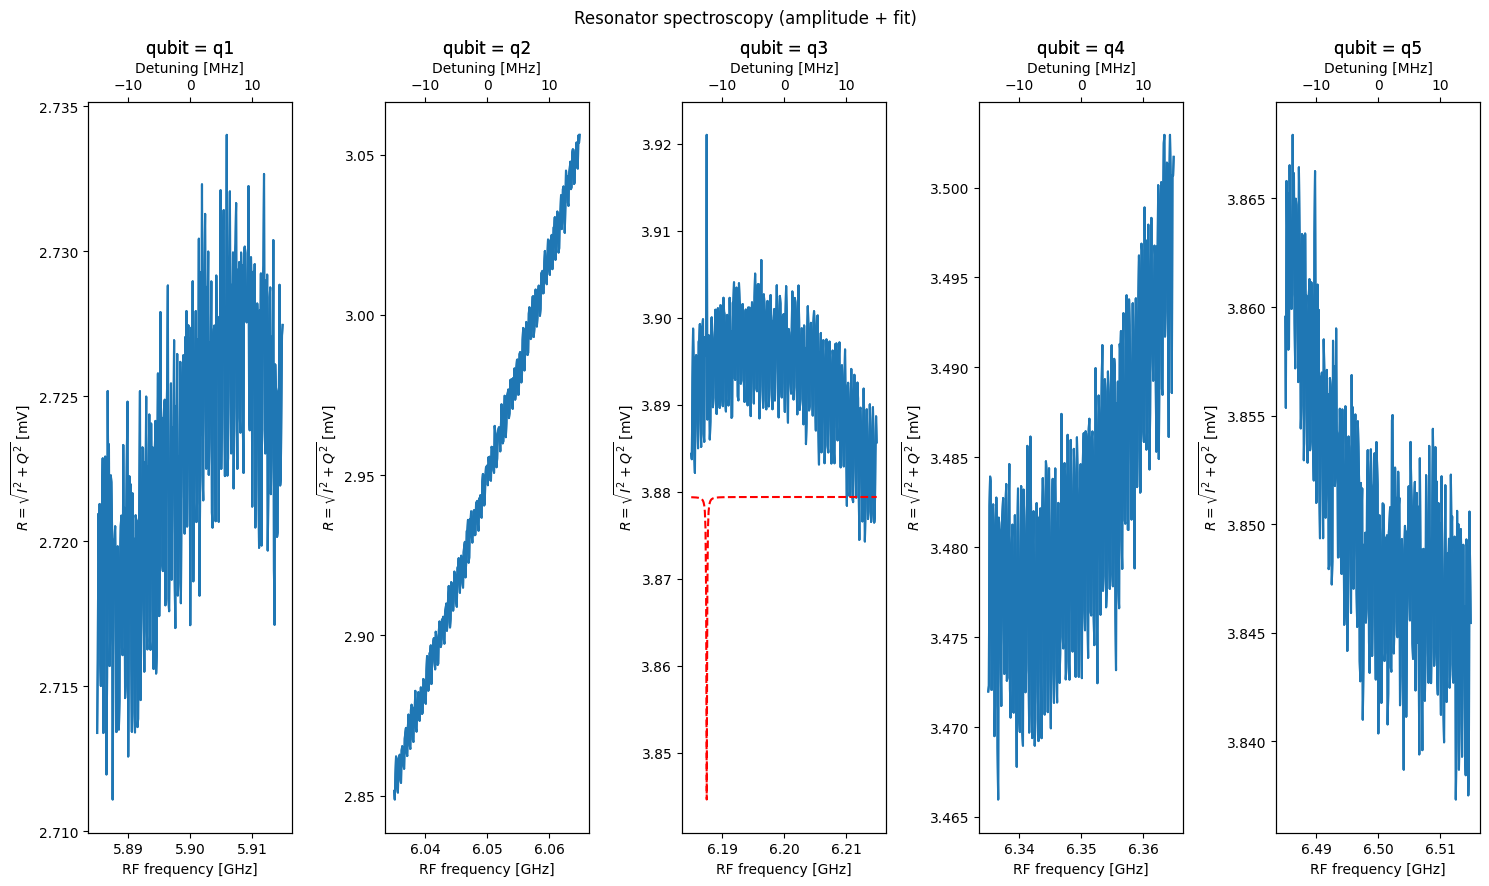 Resonator spectroscopy (amplitude + fit)
qubit = q1
Detuning [MHz]
−10 0 10
2.735
2.730
2.725
2.720
2.715
2.710
R = √I² + Q² [mV]
5.89 5.90 5.91
RF frequency [GHz]
qubit = q2
Detuning [MHz]
−10 0 10
3.05
3.00
2.95
2.90
2.85
R = √I² + Q² [mV]
6.04 6.05 6.06
RF frequency [GHz]
qubit = q3
Detuning [MHz]
−10 0 10
3.92
3.91
3.90
3.89
3.88
3.87
3.86
3.85
R = √I² + Q² [mV]
6.19 6.20 6.21
RF frequency [GHz]
qubit = q4
Detuning [MHz]
−10 0 10
3.500
3.495
3.490
3.485
3.480
3.475
3.470
3.465
R = √I² + Q² [mV]
6.34 6.35 6.36
RF frequency [GHz]
qubit = q5
Detuning [MHz]
−10 0 10
3.865
3.860
3.855
3.850
3.845
3.840
R = √I² + Q² [mV]
6.49 6.50 6.51
RF frequency [GHz]